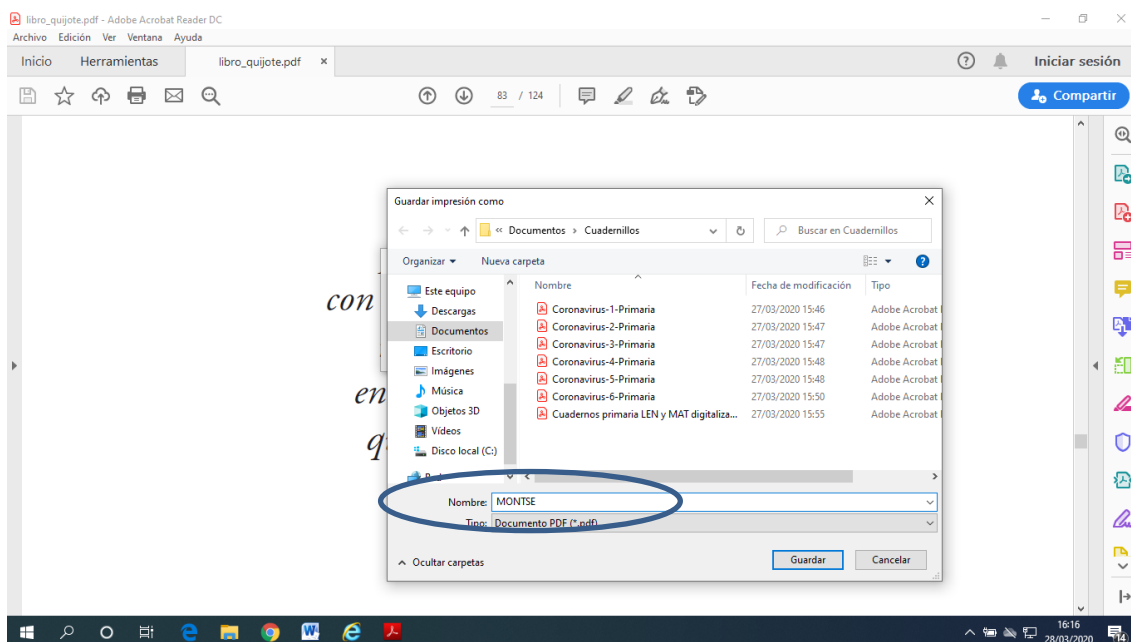 libro_quijote.pdf - Adobe Acrobat Reader DC
Archivo Edición Ver Ventana Ayuda
Inicio Herramientas libro_quijote.pdf × Iniciar sesión
83 / 124 Compartir
Guardar impresión como
« Documentos › Cuadernillos Buscar en Cuadernillos
Organizar Nueva carpeta
Nombre Fecha de modificación Tipo
Este equipo
Descargas
Documentos
Escritorio
Imágenes
Música
Objetos 3D
Vídeos
Disco local (C:)
Coronavirus-1-Primaria 27/03/2020 15:46 Adobe Acrobat
Coronavirus-2-Primaria 27/03/2020 15:47 Adobe Acrobat
Coronavirus-3-Primaria 27/03/2020 15:47 Adobe Acrobat
Coronavirus-4-Primaria 27/03/2020 15:48 Adobe Acrobat
Coronavirus-5-Primaria 27/03/2020 15:48 Adobe Acrobat
Coronavirus-6-Primaria 27/03/2020 15:50 Adobe Acrobat
Cuadernos primaria LEN y MAT digitaliza... 27/03/2020 15:55 Adobe Acrobat
con
en
Nombre: MONTSE
Tipo: Documento PDF (*.pdf)
Ocultar carpetas Guardar Cancelar
16:16
28/03/2020
14